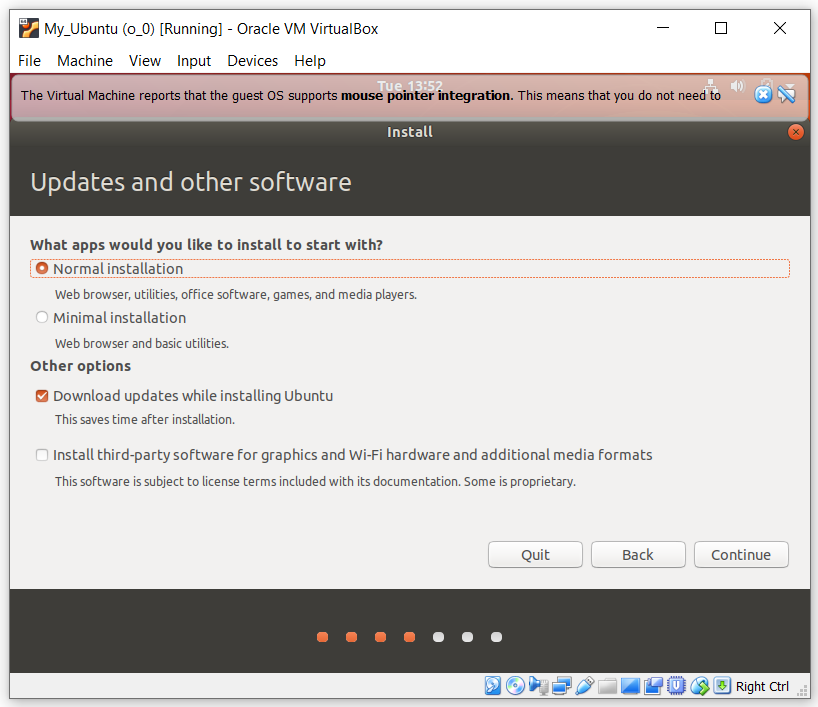 My_Ubuntu (o_0) [Running] - Oracle VM VirtualBox
File Machine View Input Devices Help
Tue 13:52
The Virtual Machine reports that the guest OS supports mouse pointer integration. This means that you do not need to
Install
Updates and other software
What apps would you like to install to start with?
Normal installation
Web browser, utilities, office software, games, and media players.
Minimal installation
Web browser and basic utilities.
Other options
Download updates while installing Ubuntu
This saves time after installation.
Install third-party software for graphics and Wi-Fi hardware and additional media formats
This software is subject to license terms included with its documentation. Some is proprietary.
Quit Back Continue
Right Ctrl